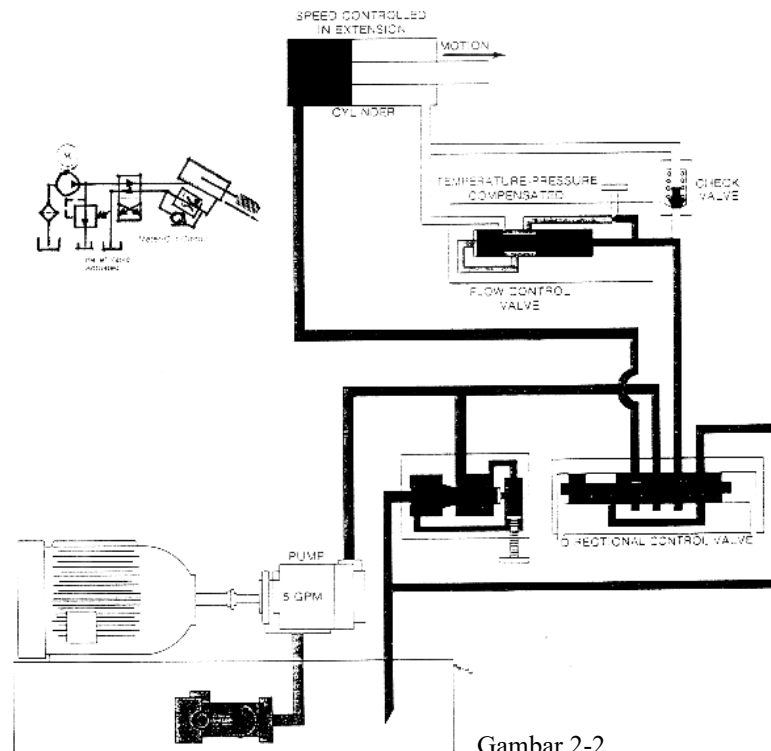 SPEED CONTROLLED
IN EXTENSION
MOTION
CYLINDER
TEMPERATURE-PRESSURE
COMPENSATED
CHECK
VALVE
FLOW CONTROL
VALVE
DIRECTIONAL CONTROL VALVE
PUMP
5 GPM
Gambar 2-2